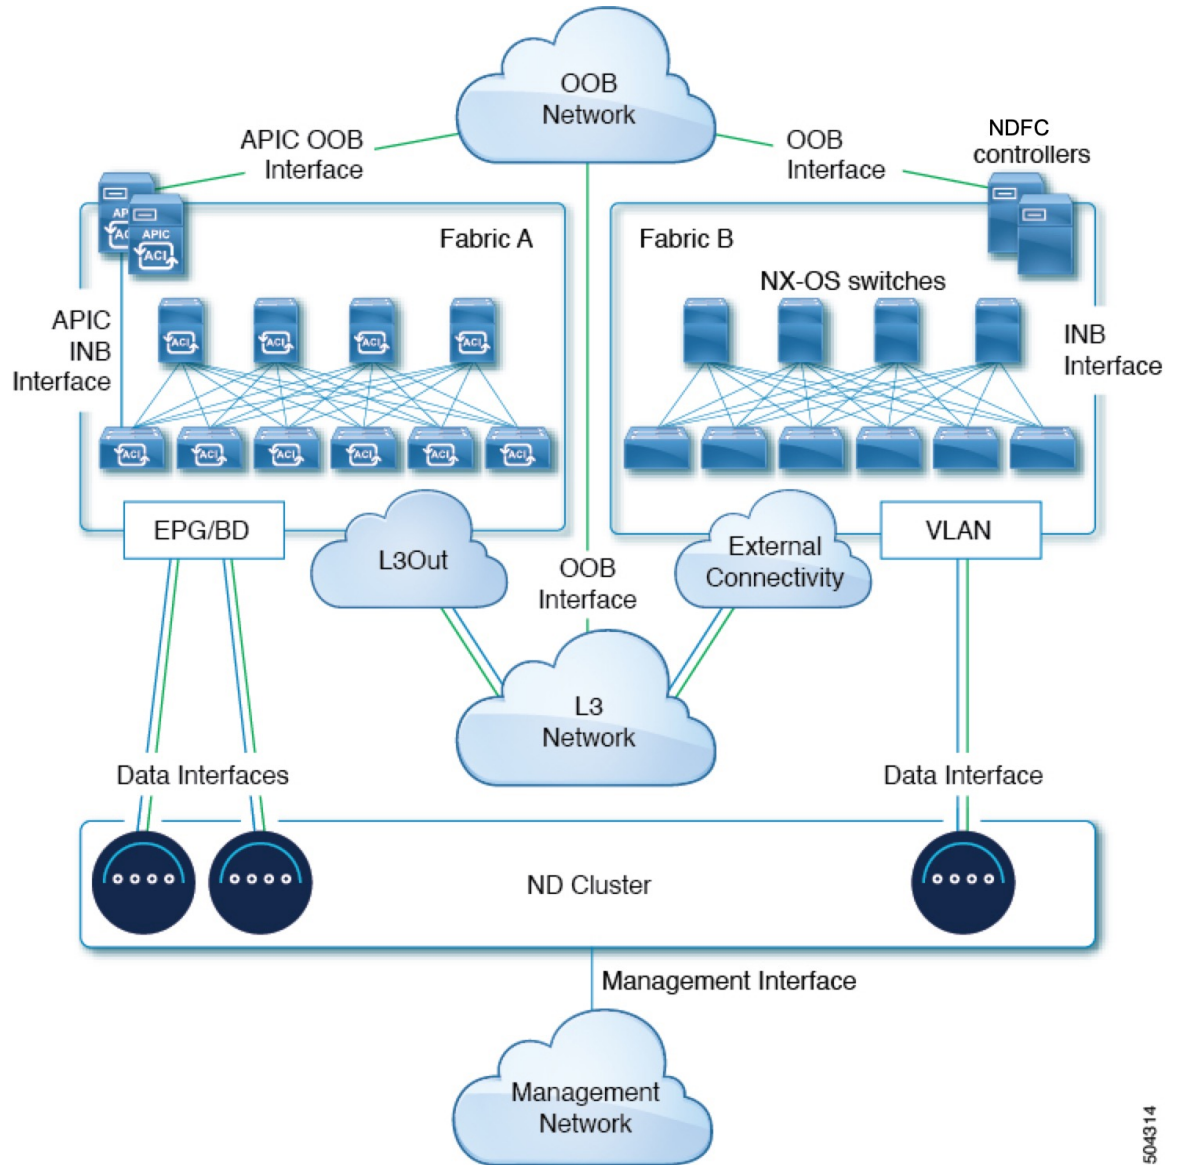 OOB
Network
APIC OOB
Interface
OOB
Interface
NDFC
controllers
APIC
ACI
APIC
ACI
Fabric A
Fabric B
NX-OS switches
APIC
INB
Interface
INB
Interface
ACI
ACI
ACI
ACI
ACI
ACI
ACI
ACI
ACI
ACI
EPG/BD
L3Out
OOB
Interface
External
Connectivity
VLAN
L3
Network
Data Interfaces
Data Interface
ND Cluster
Management Interface
Management
Network
504314